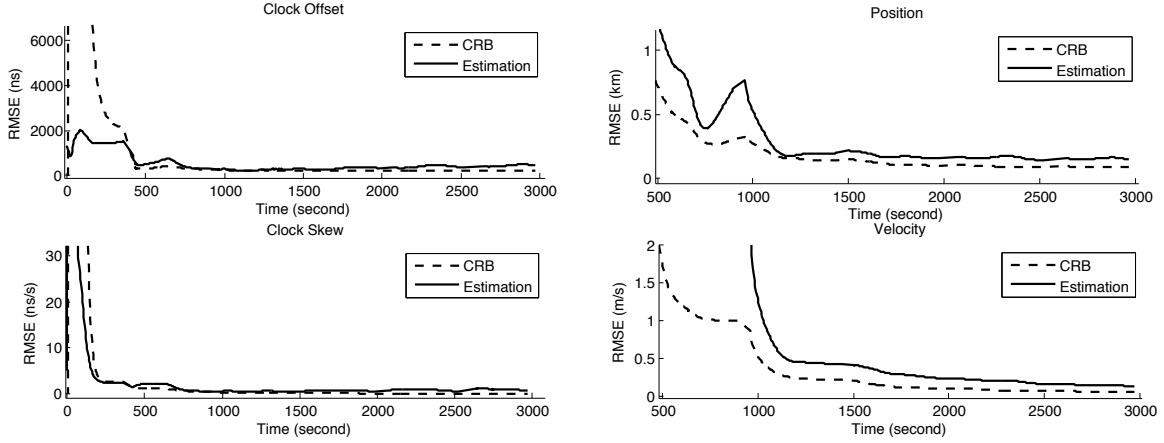 Clock Offset
RMSE (ns)
6000
4000
2000
0
CRB
Estimation
0 500 1000 1500 2000 2500 3000
Time (second)
Position
RMSE (km)
1
0.5
0
CRB
Estimation
500 1000 1500 2000 2500 3000
Time (second)
Clock Skew
RMSE (ns/s)
30
20
10
0
CRB
Estimation
0 500 1000 1500 2000 2500 3000
Time (second)
Velocity
RMSE (m/s)
2
1.5
1
0.5
0
CRB
Estimation
500 1000 1500 2000 2500 3000
Time (second)